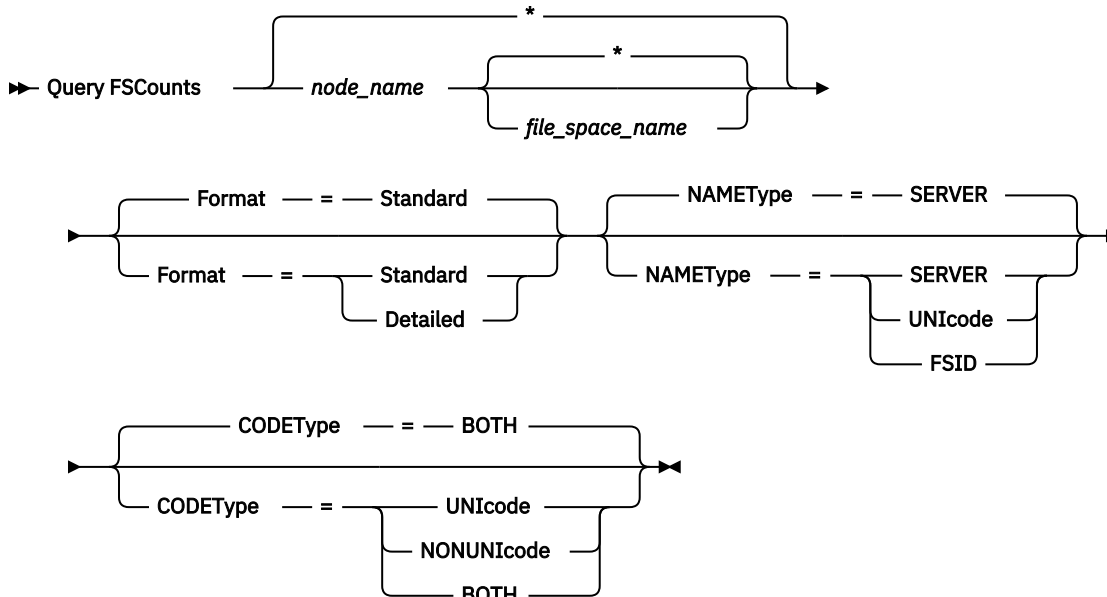 *
*
Query FSCounts node_name
file_space_name
Format = Standard NAMEType = SERVER
Format = Standard NAMEType = SERVER
Detailed UNIcode
FSID
CODEType = BOTH
CODEType = UNIcode
NONUNIcode
BOTH